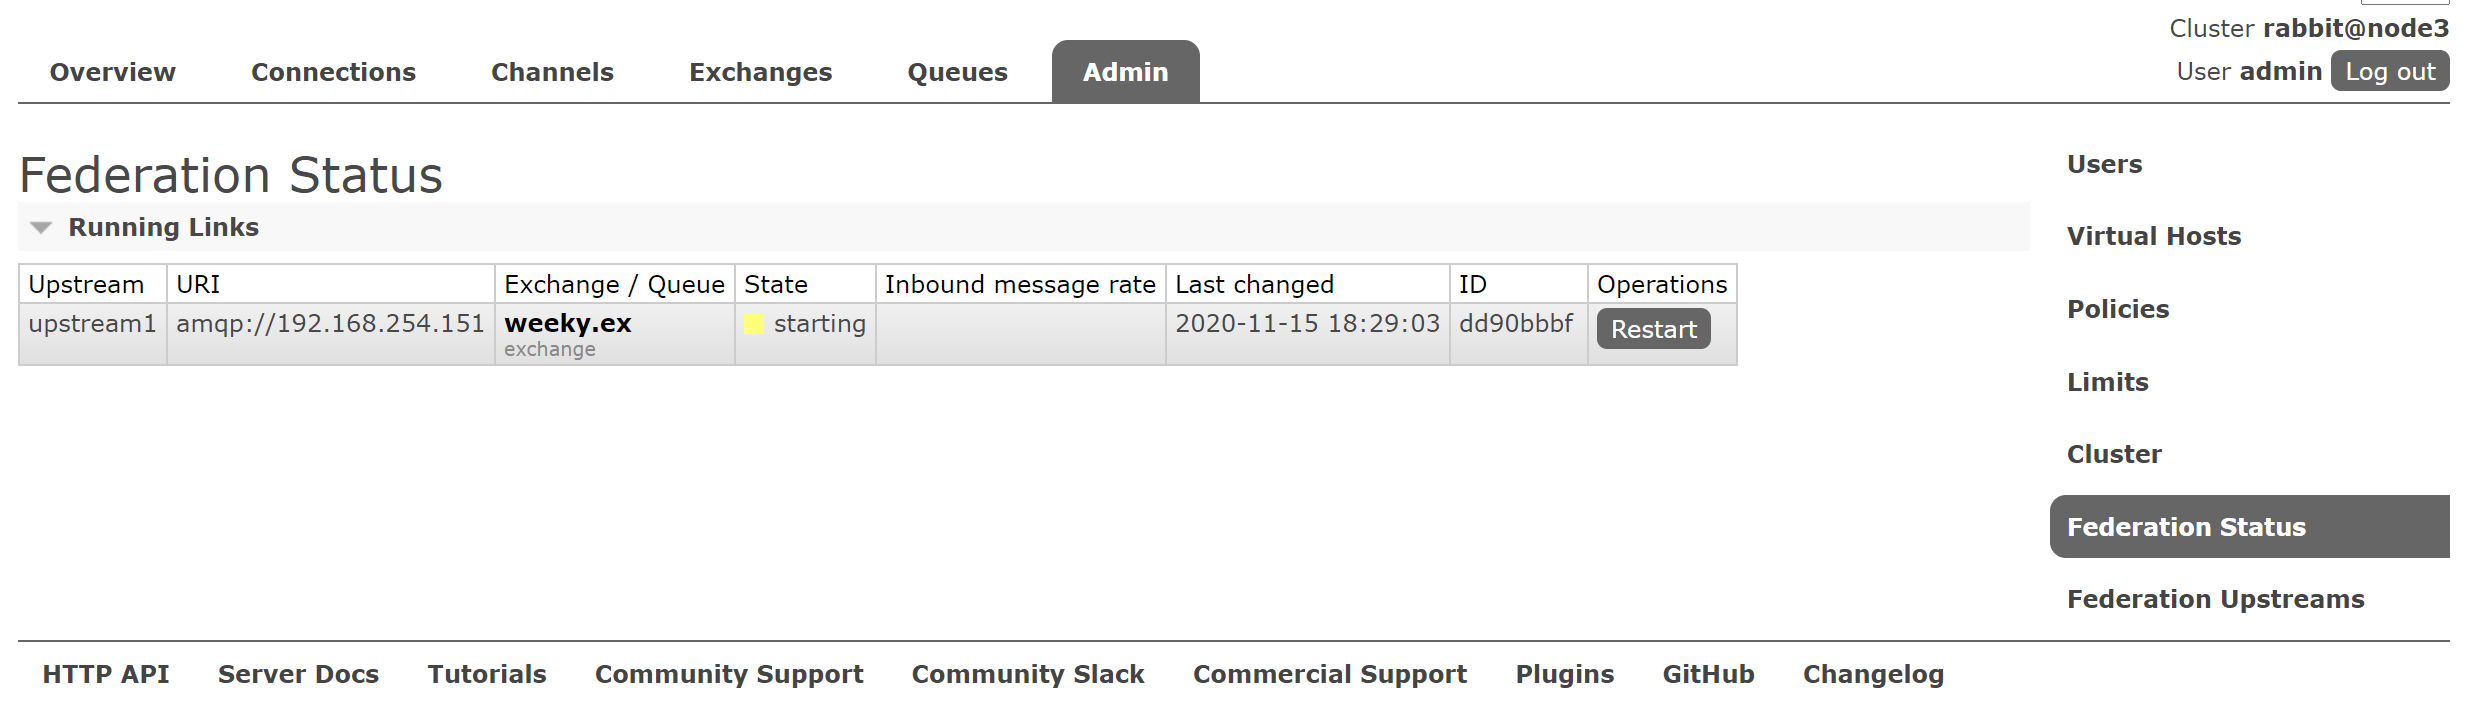 Cluster rabbit@node3
Overview Connections Channels Exchanges Queues Admin
User admin Log out
Federation Status
Running Links
Upstream URI Exchange / Queue State Inbound message rate Last changed ID Operations
upstream1 amqp://192.168.254.151 weeky.ex starting 2020-11-15 18:29:03 dd90bbbf Restart
exchange
Users
Virtual Hosts
Policies
Limits
Cluster
Federation Status
Federation Upstreams
HTTP API Server Docs Tutorials Community Support Community Slack Commercial Support Plugins GitHub Changelog